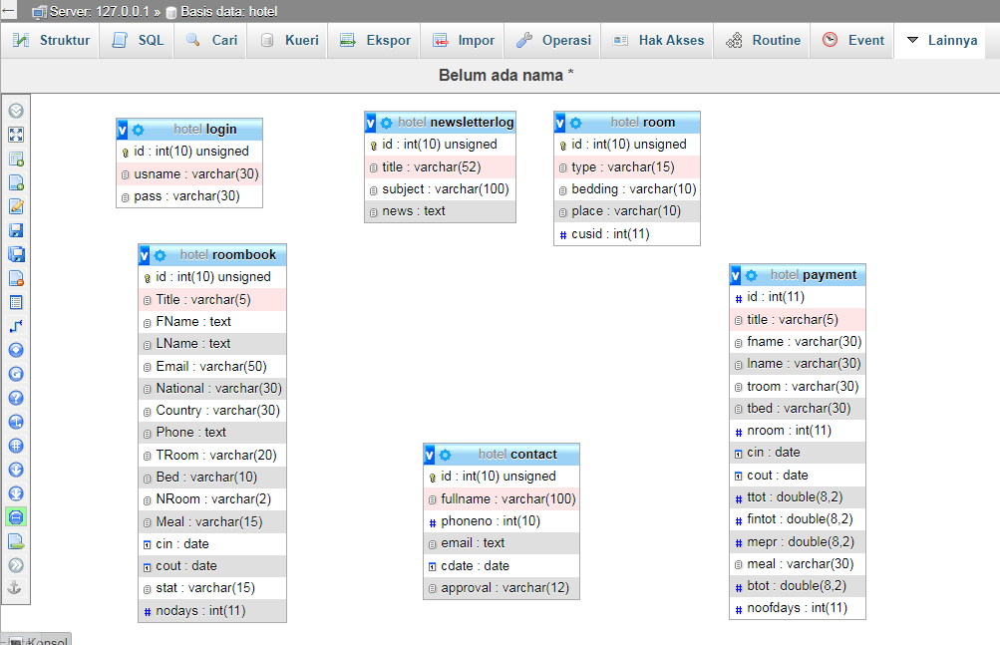 Server: 127.0.0.1 » Basis data: hotel
Struktur SQL Cari Kueri Ekspor Impor Operasi Hak Akses Routine Event Lainnya
Belum ada nama *
v hotel login
id : int(10) unsigned
usname : varchar(30)
pass : varchar(30)
v hotel newsletterlog
id : int(10) unsigned
title : varchar(52)
subject : varchar(100)
news : text
v hotel room
id : int(10) unsigned
type : varchar(15)
bedding : varchar(10)
place : varchar(10)
# cusid : int(11)
v hotel roombook
id : int(10) unsigned
Title : varchar(5)
FName : text
LName : text
Email : varchar(50)
National : varchar(30)
Country : varchar(30)
Phone : text
TRoom : varchar(20)
Bed : varchar(10)
NRoom : varchar(2)
Meal : varchar(15)
cin : date
cout : date
stat : varchar(15)
# nodays : int(11)
v hotel contact
id : int(10) unsigned
fullname : varchar(100)
# phoneno : int(10)
email : text
cdate : date
approval : varchar(12)
v hotel payment
# id : int(11)
title : varchar(5)
fname : varchar(30)
lname : varchar(30)
troom : varchar(30)
tbed : varchar(30)
# nroom : int(11)
cin : date
cout : date
# ttot : double(8,2)
# fintot : double(8,2)
# mepr : double(8,2)
meal : varchar(30)
# btot : double(8,2)
# noofdays : int(11)
Konsol